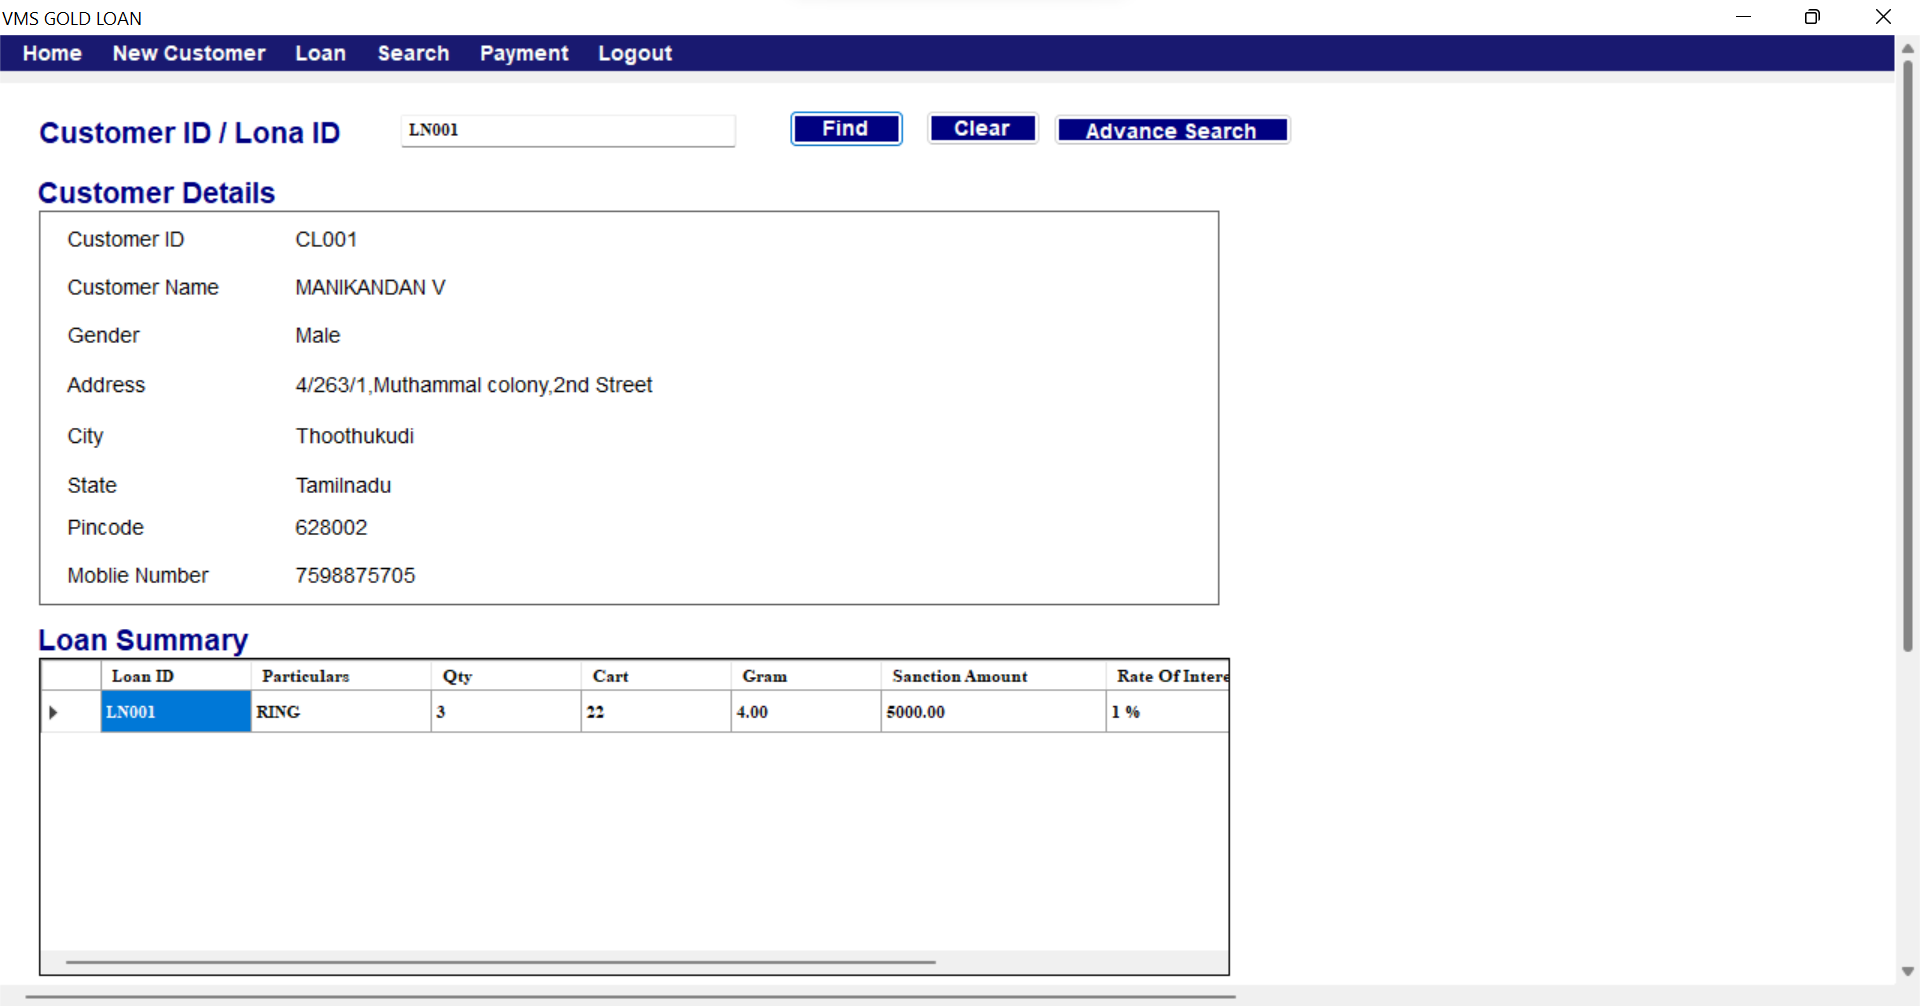 VMS GOLD LOAN
Home New Customer Loan Search Payment Logout
Customer ID / Lona ID LN001 Find Clear Advance Search
Customer Details
Customer ID CL001
Customer Name MANIKANDAN V
Gender Male
Address 4/263/1,Muthammal colony,2nd Street
City Thoothukudi
State Tamilnadu
Pincode 628002
Moblie Number 7598875705
Loan Summary
Loan ID Particulars Qty Cart Gram Sanction Amount Rate Of Intere
LN001 RING 3 22 4.00 5000.00 1 %